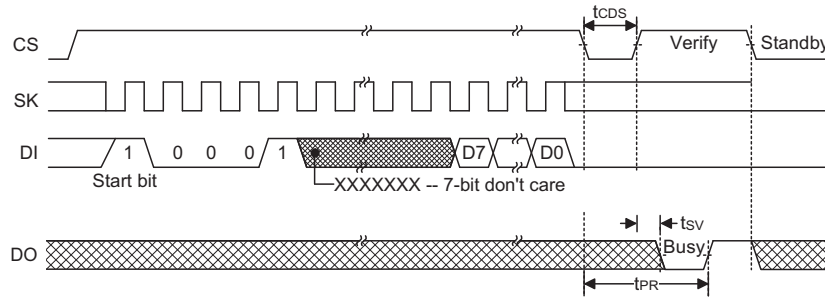 tCDS
CS Verify Standby
SK
DI 1 0 0 0 1 D7 D0
Start bit XXXXXXX -- 7-bit don't care
tSV
DO Busy
tPR